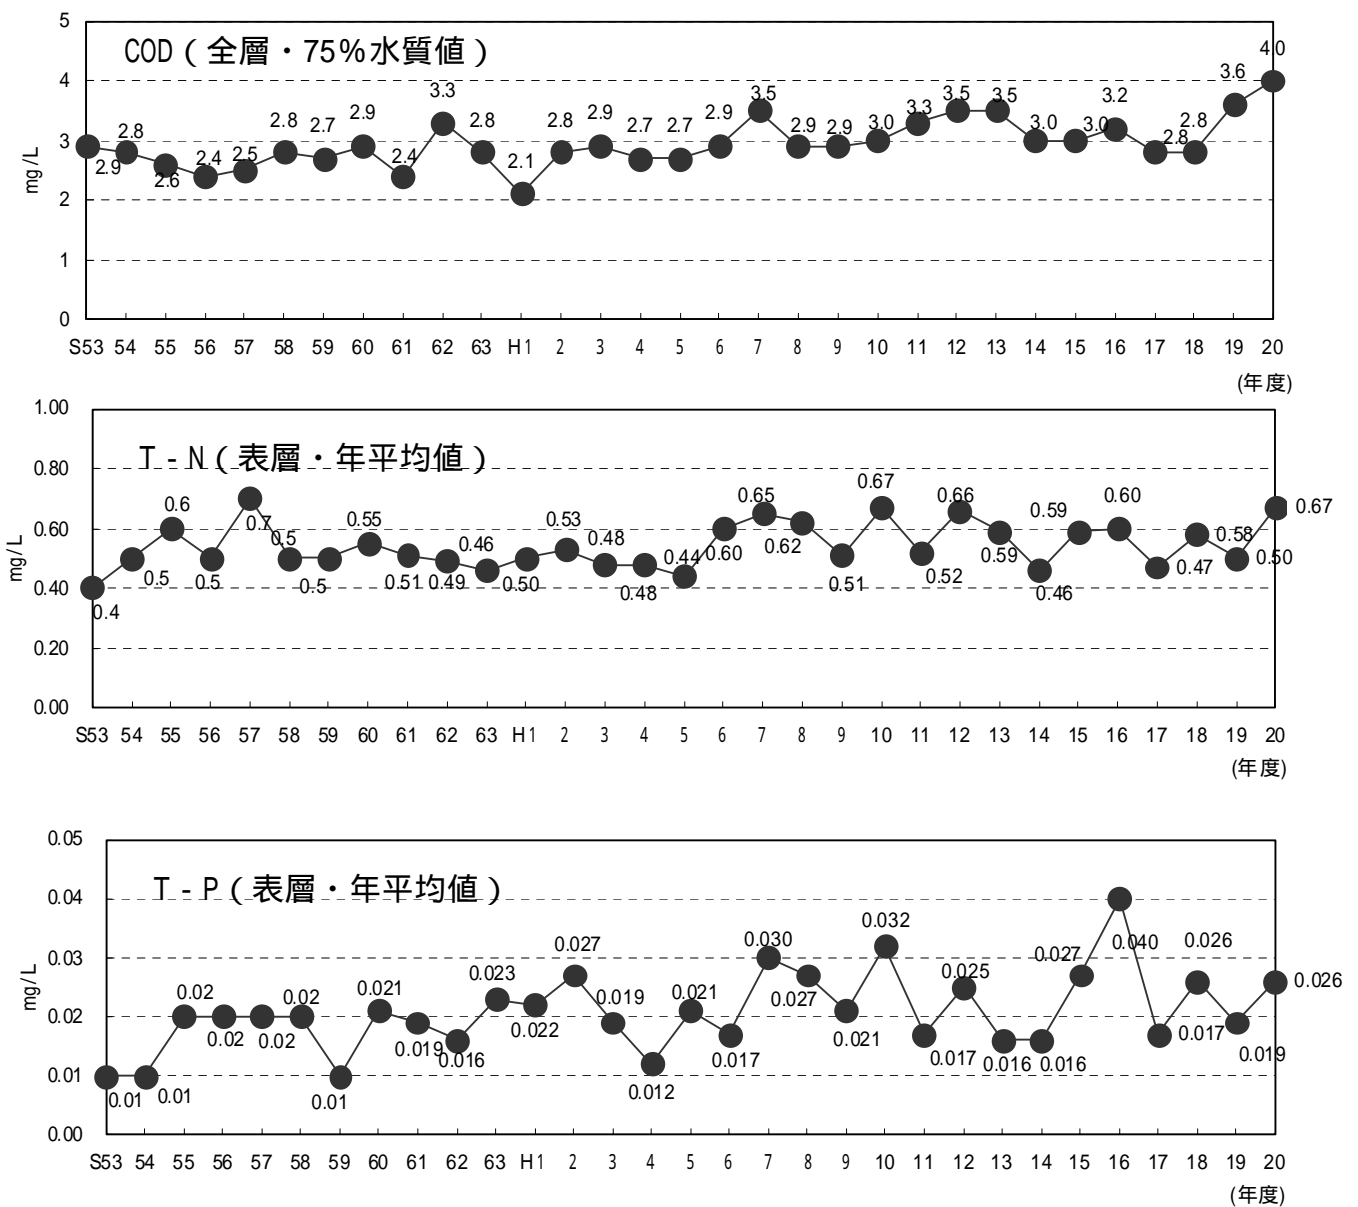 COD(全層・75%水質値)
mg/L
5
4
3
2
1
0
2.9 2.8 2.6 2.4 2.5 2.8 2.7 2.9 2.4 3.3 2.8 2.1 2.8 2.9 2.7 2.7 2.9 3.5 2.9 2.9 3.0 3.3 3.5 3.5 3.0 3.0 3.2 2.8 2.8 3.6 4.0
S53 54 55 56 57 58 59 60 61 62 63 H1 2 3 4 5 6 7 8 9 10 11 12 13 14 15 16 17 18 19 20
(年度)
T-N(表層・年平均値)
mg/L
1.00
0.80
0.60
0.40
0.20
0.00
0.4 0.5 0.6 0.5 0.7 0.5 0.5 0.55 0.51 0.49 0.46 0.50 0.53 0.48 0.48 0.44 0.60 0.65 0.62 0.51 0.67 0.52 0.66 0.59 0.46 0.59 0.60 0.47 0.58 0.50 0.67
S53 54 55 56 57 58 59 60 61 62 63 H1 2 3 4 5 6 7 8 9 10 11 12 13 14 15 16 17 18 19 20
(年度)
T-P(表層・年平均値)
mg/L
0.05
0.04
0.03
0.02
0.01
0.00
0.01 0.01 0.02 0.02 0.02 0.02 0.01 0.021 0.019 0.016 0.023 0.022 0.027 0.019 0.012 0.021 0.017 0.030 0.027 0.021 0.032 0.017 0.025 0.016 0.016 0.027 0.040 0.017 0.026 0.019 0.026
S53 54 55 56 57 58 59 60 61 62 63 H1 2 3 4 5 6 7 8 9 10 11 12 13 14 15 16 17 18 19 20
(年度)